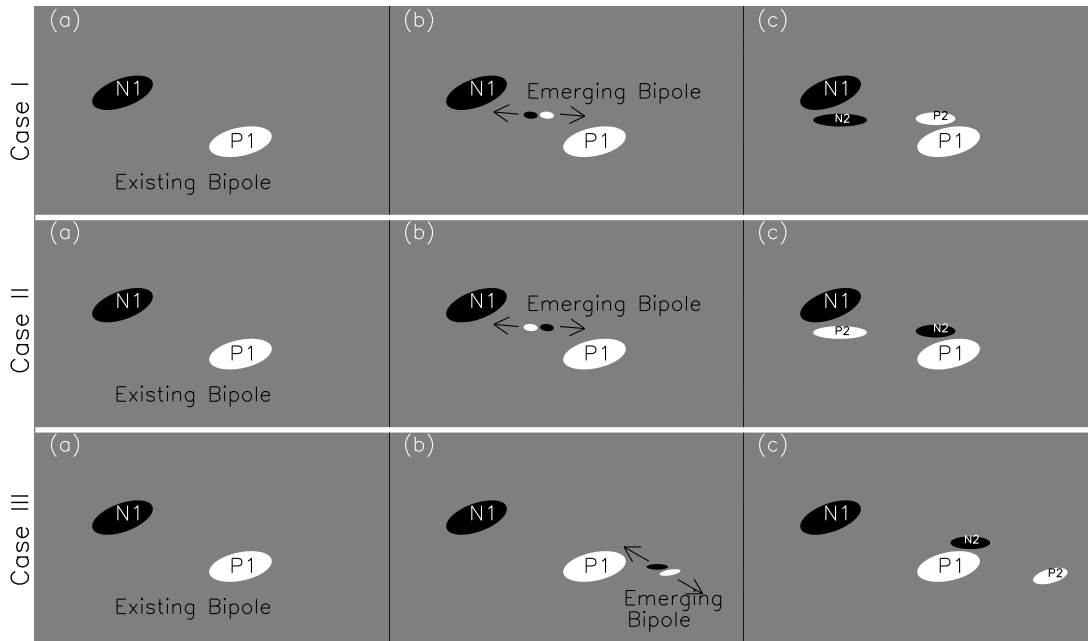 Case I
(a)
N1
P1
Existing Bipole
(b)
N1
Emerging Bipole
P1
(c)
N1
N2
P2
P1
Case II
(a)
N1
P1
Existing Bipole
(b)
N1
Emerging Bipole
P1
(c)
N1
P2
N2
P1
Case III
(a)
N1
P1
Existing Bipole
(b)
N1
P1
Emerging
Bipole
(c)
N1
N2
P1
P2